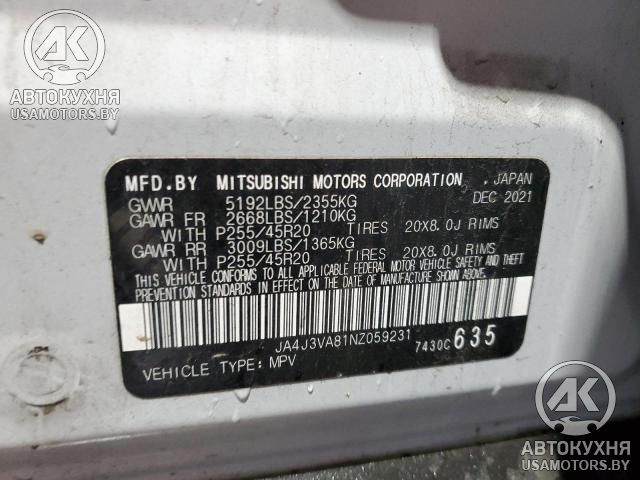 АК
АВТОКУХНЯ
USAMOTORS.BY
MFD.BY MITSUBISHI MOTORS CORPORATION , JAPAN
GVWR 5192LBS/2355KG DEC 2021
GAWR FR 2668LBS/1210KG
WITH P255/45R20 TIRES 20X8.0J RIMS
GAWR RR 3009LBS/1365KG
WITH P255/45R20 TIRES 20X8.0J RIMS
THIS VEHICLE CONFORMS TO ALL APPLICABLE FEDERAL MOTOR VEHICLE SAFETY AND THEFT
PREVENTION STANDARDS IN EFFECT ON THE DATE OF MANUFACTURE SHOWN ABOVE.
JA4J3VA81NZ059231
7430C 635
VEHICLE TYPE: MPV
АК
АВТОКУХНЯ
USAMOTORS.BY